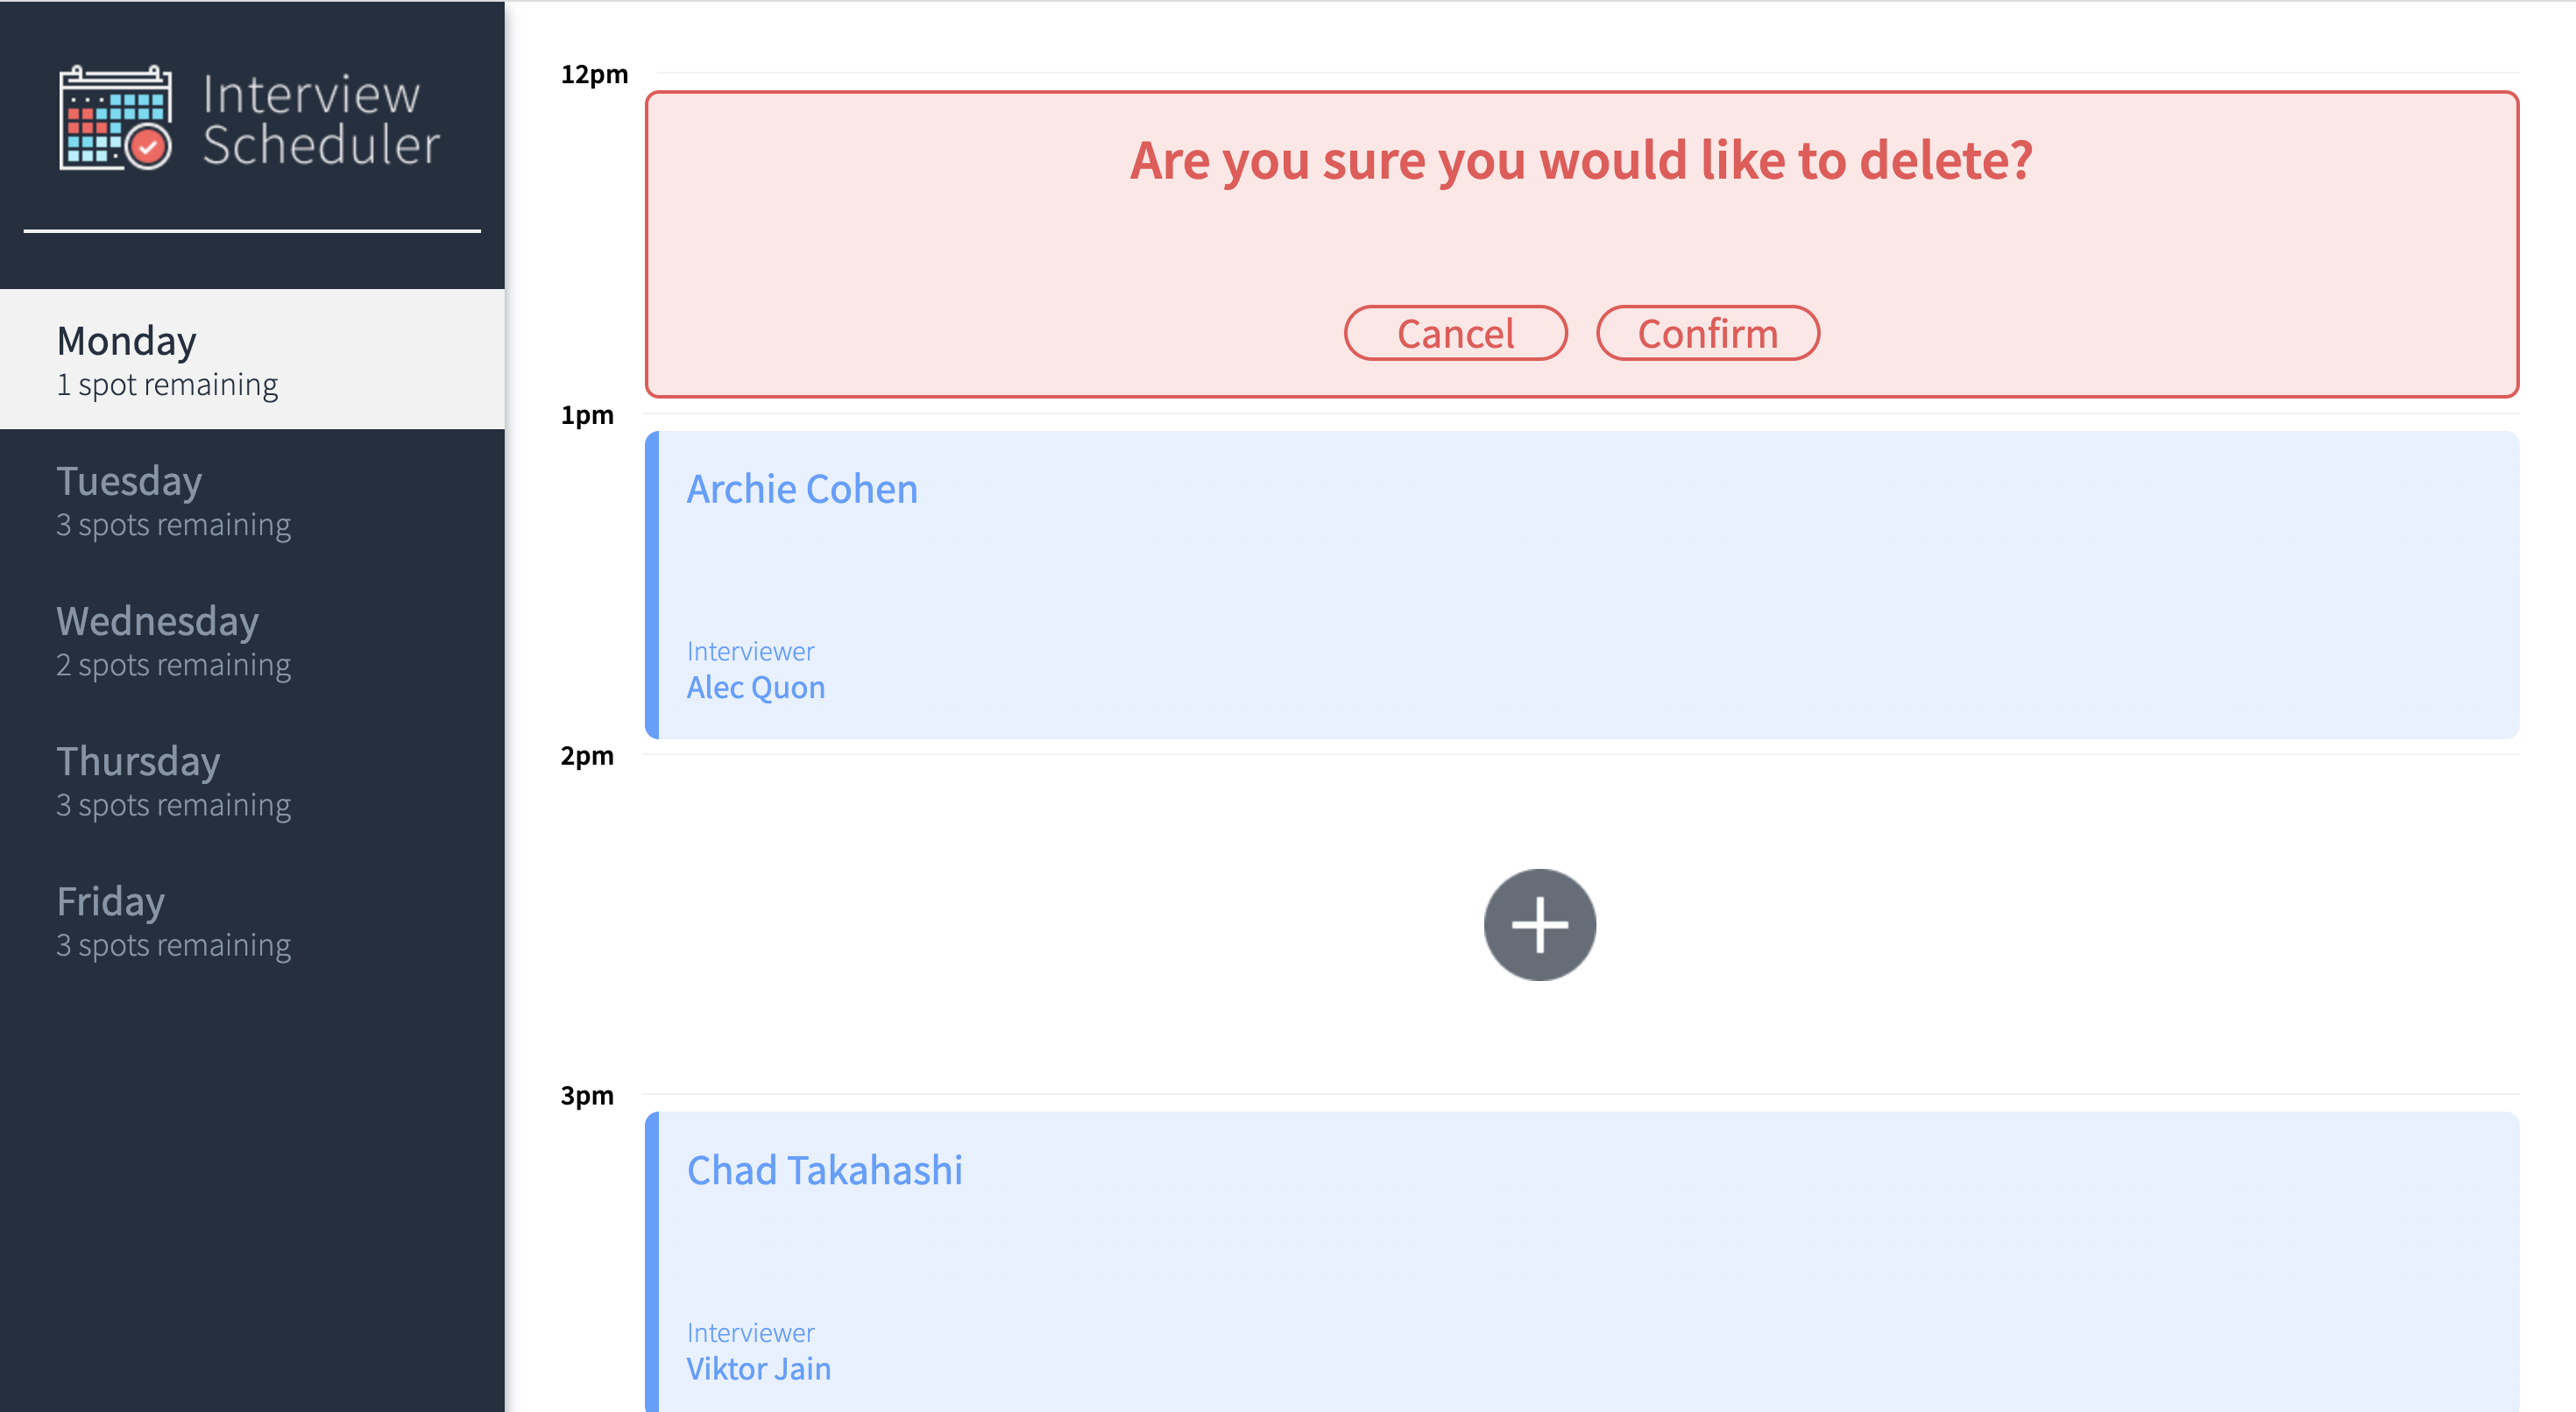 Interview
Scheduler
Monday
1 spot remaining
Tuesday
3 spots remaining
Wednesday
2 spots remaining
Thursday
3 spots remaining
Friday
3 spots remaining
12pm
Are you sure you would like to delete?
Cancel Confirm
1pm
Archie Cohen
Interviewer
Alec Quon
2pm
3pm
Chad Takahashi
Interviewer
Viktor Jain